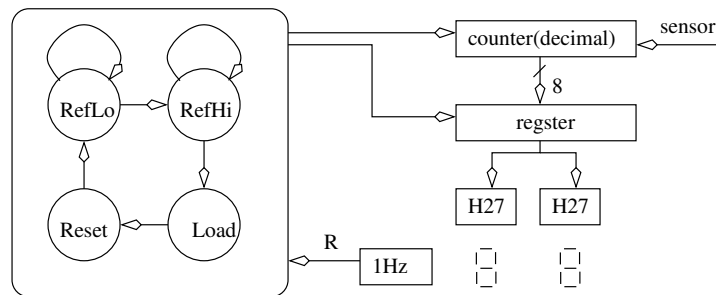 counter(decimal)
sensor
8
RefLo
RefHi
regster
H27
H27
Reset
Load
R
1Hz